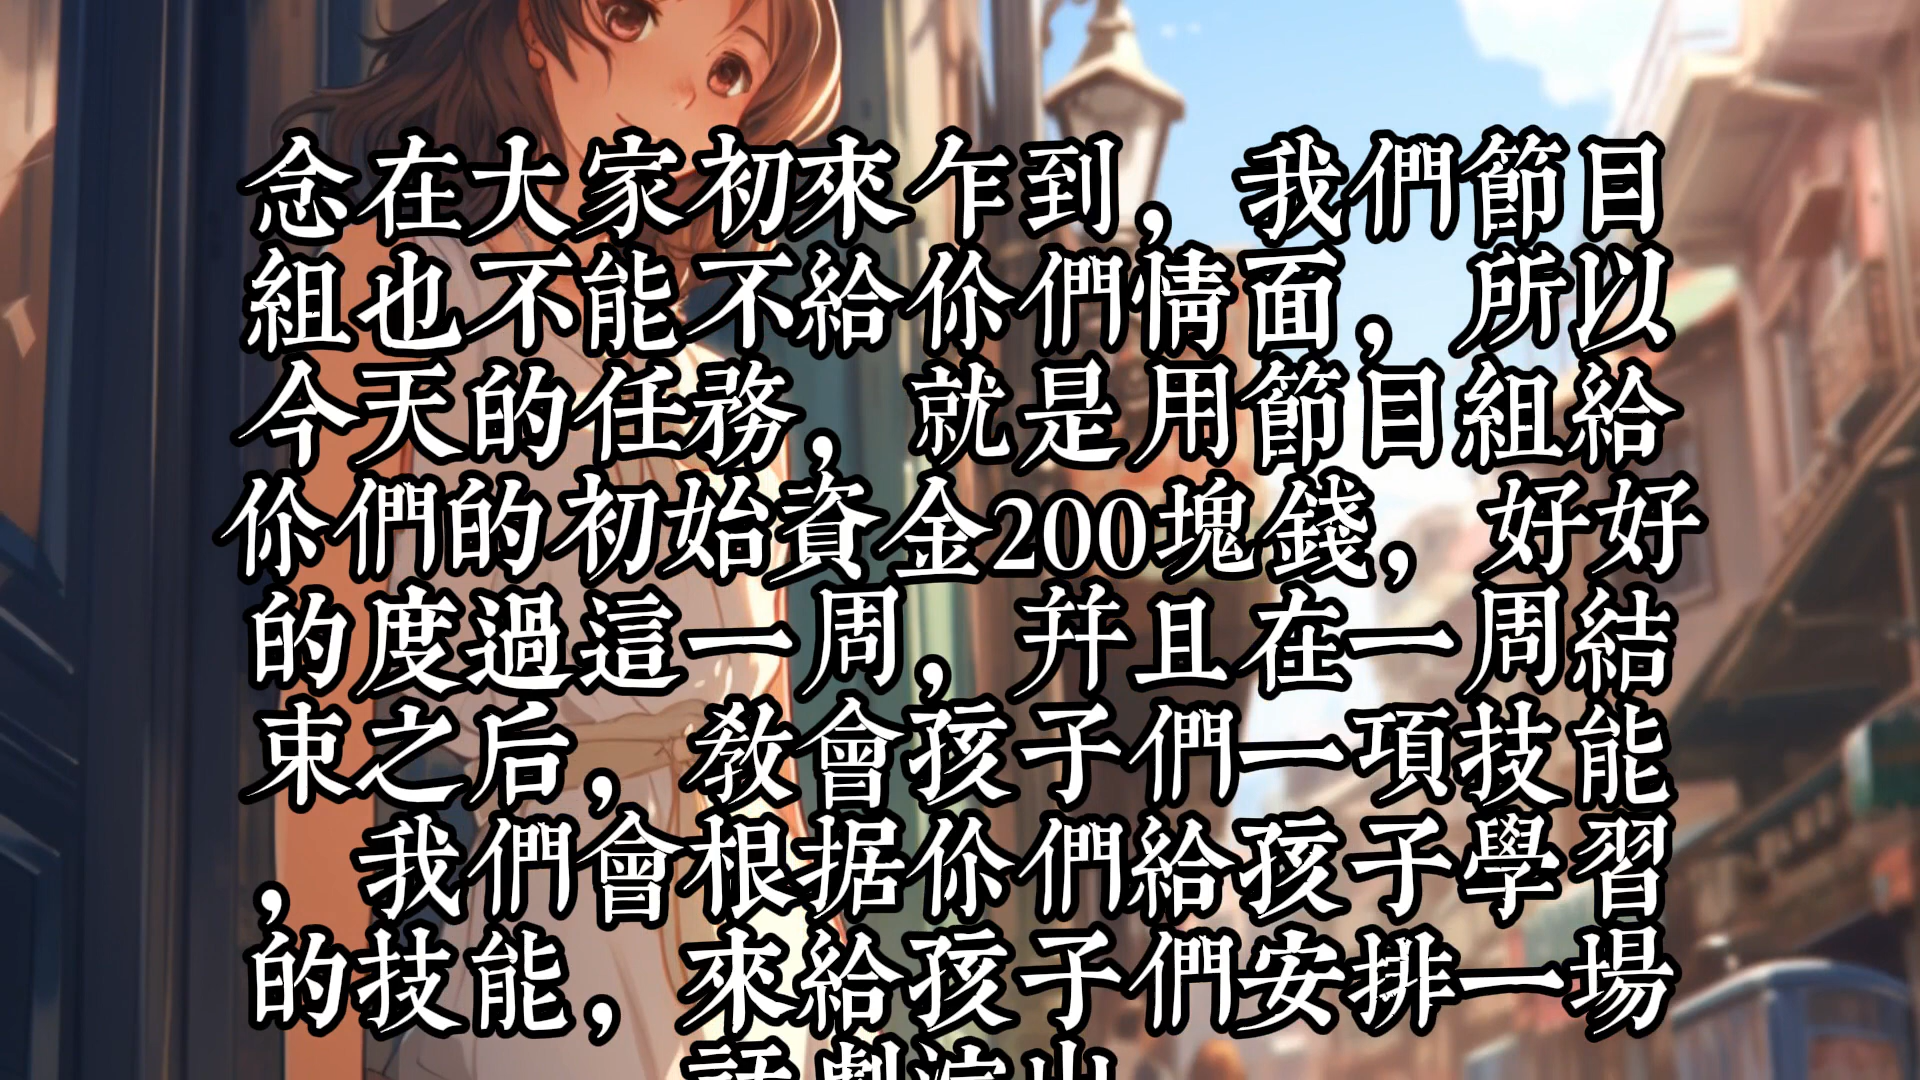 念在大家初來乍到，我們節目
組也不能不給你們情面，所以
今天的任務，就是用節目組給
你們的初始資金200塊錢，好好
的度過這一周，并且在一周結
束之后，教會孩子們一項技能
，我們會根据你們給孩子學習
的技能，來給孩子們安排一場
話劇演出